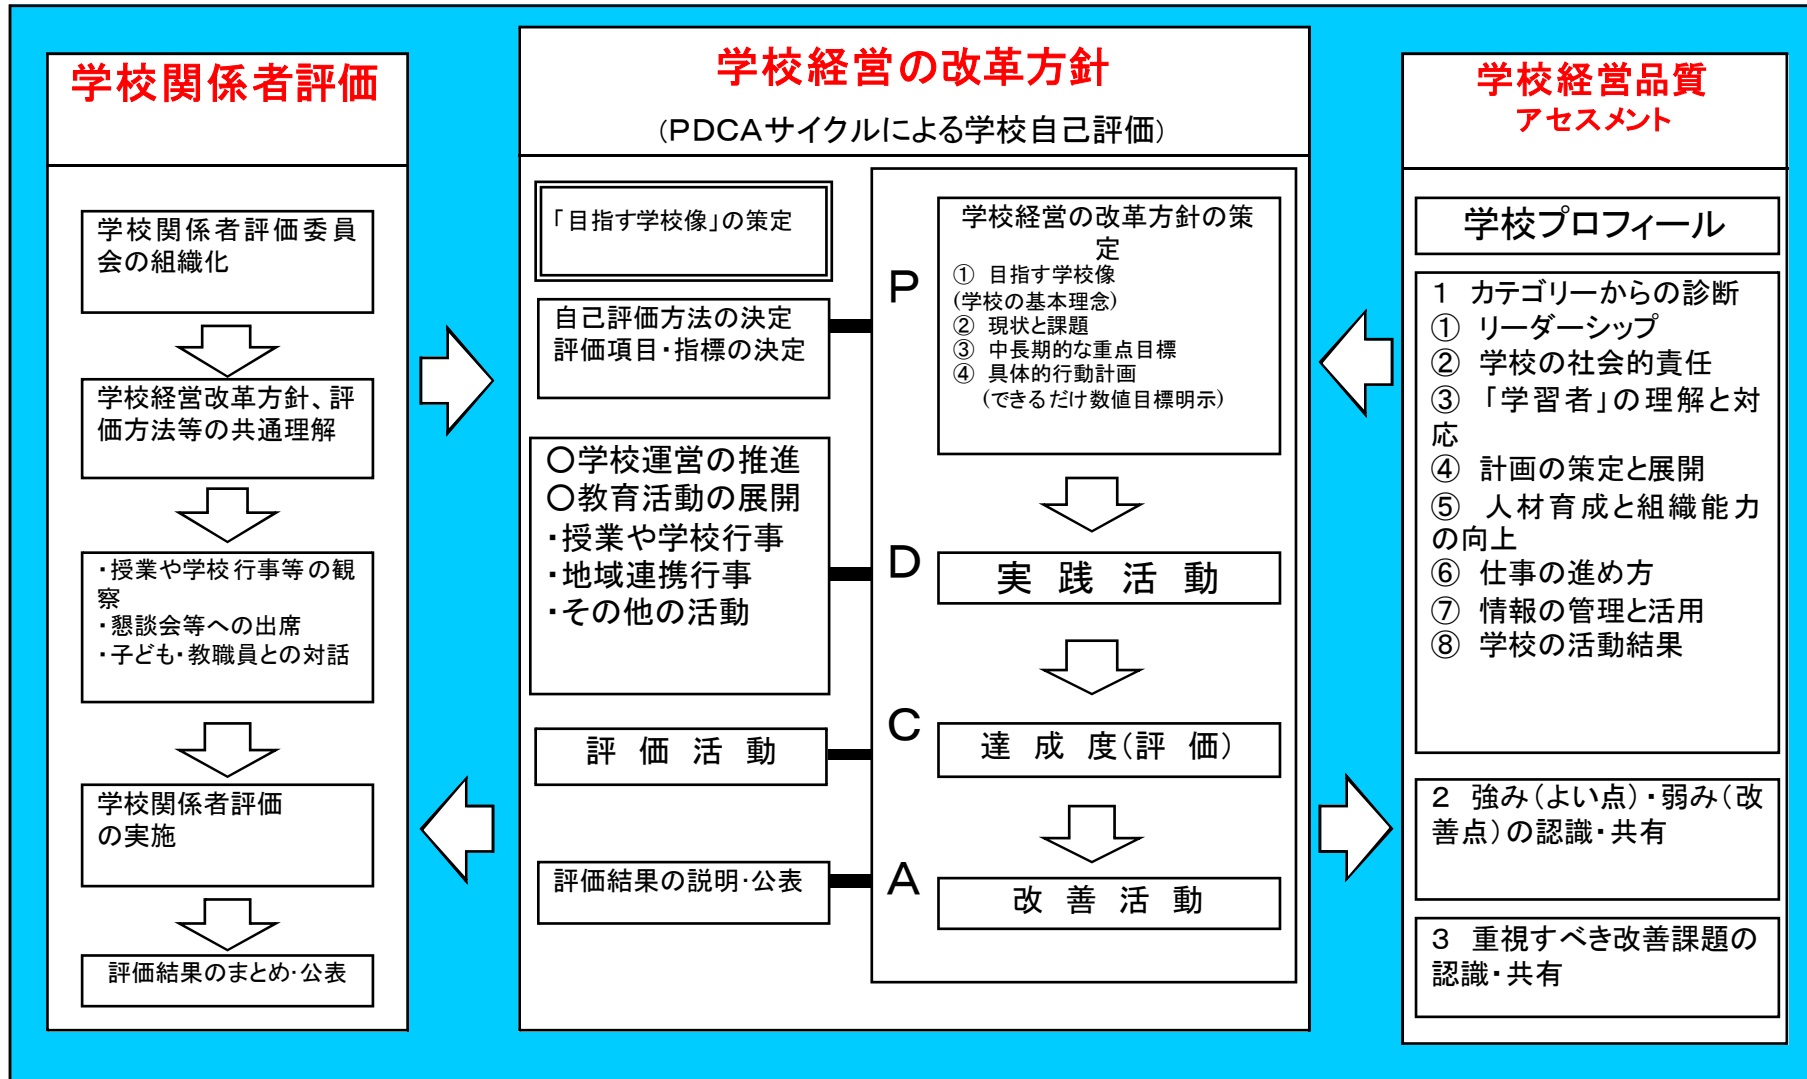 学校関係者評価
学校関係者評価委員
会の組織化
学校経営改革方針、評
価方法等の共通理解
・授業や学校行事等の観
察
・懇談会等への出席
・子ども・教職員との対話
学校関係者評価
の実施
評価結果のまとめ・公表
学校経営の改革方針
(PDCAサイクルによる学校自己評価)
「目指す学校像」の策定
自己評価方法の決定
評価項目・指標の決定
〇学校運営の推進
〇教育活動の展開
・授業や学校行事
・地域連携行事
・その他の活動
評 価 活 動
評価結果の説明・公表
P
学校経営の改革方針の策
定
① 目指す学校像
(学校の基本理念)
② 現状と課題
③ 中長期的な重点目標
④ 具体的行動計画
(できるだけ数値目標明示)
D
実 践 活 動
C
達 成 度(評 価)
A
改 善 活 動
学校経営品質
アセスメント
学校プロフィール
1 カテゴリーからの診断
① リーダーシップ
② 学校の社会的責任
③ 「学習者」の理解と対
応
④ 計画の策定と展開
⑤ 人材育成と組織能力
の向上
⑥ 仕事の進め方
⑦ 情報の管理と活用
⑧ 学校の活動結果
2 強み(よい点)・弱み(改
善点)の認識・共有
3 重視すべき改善課題の
認識・共有